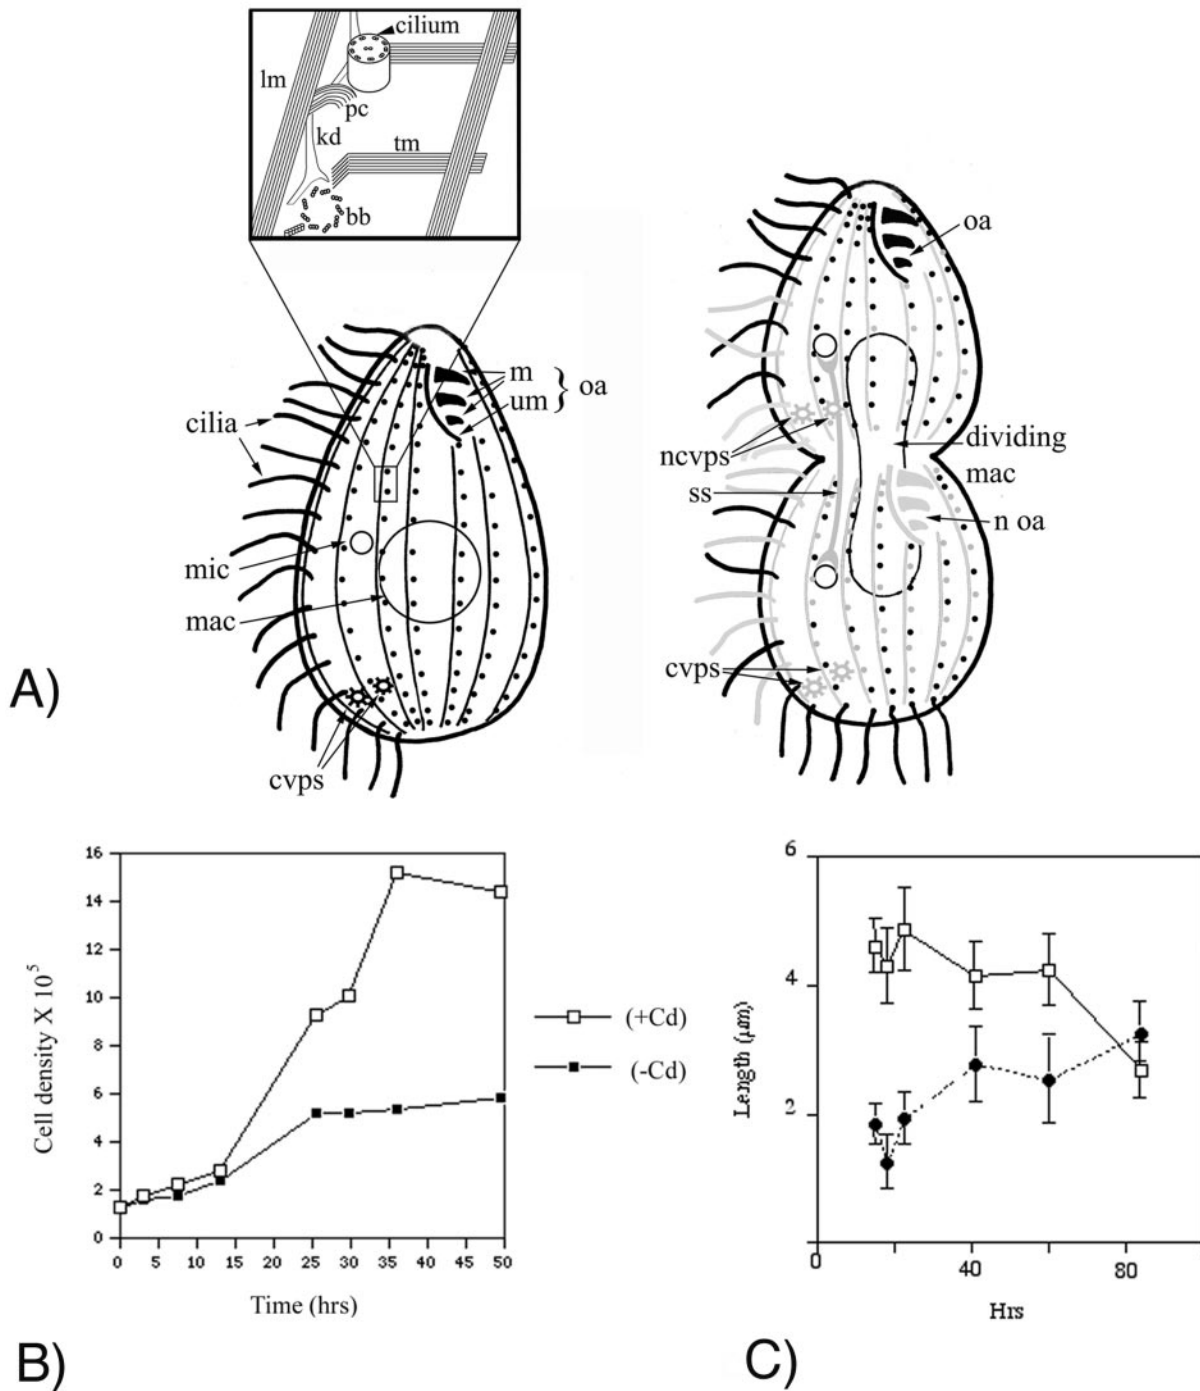 cilium
lm
pc
kd
tm
bb
cilia
m
um
oa
mic
mac
cvps
A)
oa
ncvps
ss
dividing
mac
n oa
cvps
16
14
12
10
8
6
4
2
0
Cell density X 10⁵
0 5 10 15 20 25 30 35 40 45 50
Time (hrs)
B)
(+Cd)
(-Cd)
6
4
2
Length (µm)
0 40 80
Hrs
C)